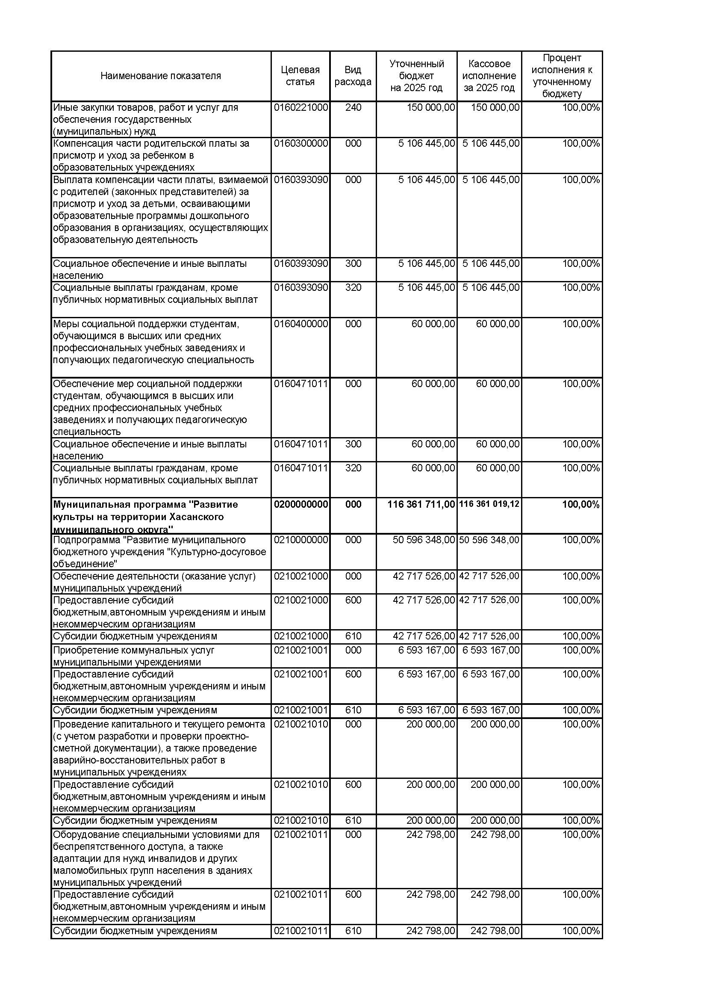 Наименование показателя
Целевая
статья
Вид
расхода
Уточненный
бюджет
на 2025 год
Кассовое
исполнение
за 2025 год
Процент
исполнения к
уточненному
бюджету
Иные закупки товаров, работ и услуг для 0160221000 240 150 000,00 150 000,00 100,00%
обеспечения государственных
(муниципальных) нужд
Компенсация части родительской платы за 0160300000 000 5 106 445,00 5 106 445,00 100,00%
присмотр и уход за ребенком в
образовательных учреждениях
Выплата компенсации части платы, взимаемой 0160393090 000 5 106 445,00 5 106 445,00 100,00%
с родителей (законных представителей) за
присмотр и уход за детьми, осваивающими
образовательные программы дошкольного
образования в организациях, осуществляющих
образовательную деятельность
Социальное обеспечение и иные выплаты 0160393090 300 5 106 445,00 5 106 445,00 100,00%
населению
Социальные выплаты гражданам, кроме 0160393090 320 5 106 445,00 5 106 445,00 100,00%
публичных нормативных социальных выплат
Меры социальной поддержки студентам, 0160400000 000 60 000,00 60 000,00 100,00%
обучающимся в высших или средних
профессиональных учебных заведениях и
получающих педагогическую специальность
Обеспечение мер социальной поддержки 0160471011 000 60 000,00 60 000,00 100,00%
студентам, обучающимся в высших или
средних профессиональных учебных
заведениях и получающих педагогическую
специальность
Социальное обеспечение и иные выплаты 0160471011 300 60 000,00 60 000,00 100,00%
населению
Социальные выплаты гражданам, кроме 0160471011 320 60 000,00 60 000,00 100,00%
публичных нормативных социальных выплат
Муниципальная программа "Развитие 0200000000 000 116 361 711,00 116 361 019,12 100,00%
культры на территории Хасанского
муниципального округа"
Подпрограмма "Развитие муниципального 0210000000 000 50 596 348,00 50 596 348,00 100,00%
бюджетного учреждения "Культурно-досуговое
объединение"
Обеспечение деятельности (оказание услуг) 0210021000 000 42 717 526,00 42 717 526,00 100,00%
муниципальных учреждений
Предоставление субсидий 0210021000 600 42 717 526,00 42 717 526,00 100,00%
бюджетным,автономным учреждениям и иным
некоммерческим организациям
Субсидии бюджетным учреждениям 0210021000 610 42 717 526,00 42 717 526,00 100,00%
Приобретение коммунальных услуг 0210021001 000 6 593 167,00 6 593 167,00 100,00%
муниципальными учреждениями
Предоставление субсидий 0210021001 600 6 593 167,00 6 593 167,00 100,00%
бюджетным,автономным учреждениям и иным
некоммерческим организациям
Субсидии бюджетным учреждениям 0210021001 610 6 593 167,00 6 593 167,00 100,00%
Проведение капитального и текущего ремонта 0210021010 000 200 000,00 200 000,00 100,00%
(с учетом разработки и проверки проектно-
сметной документации), а также проведение
аварийно-восстановительных работ в
муниципальных учреждениях
Предоставление субсидий 0210021010 600 200 000,00 200 000,00 100,00%
бюджетным,автономным учреждениям и иным
некоммерческим организациям
Субсидии бюджетным учреждениям 0210021010 610 200 000,00 200 000,00 100,00%
Оборудование специальными условиями для 0210021011 000 242 798,00 242 798,00 100,00%
беспрепятственного доступа, а также
адаптации для нужд инвалидов и других
маломобильных групп населения в зданиях
муниципальных учреждений
Предоставление субсидий 0210021011 600 242 798,00 242 798,00 100,00%
бюджетным,автономным учреждениям и иным
некоммерческим организациям
Субсидии бюджетным учреждениям 0210021011 610 242 798,00 242 798,00 100,00%